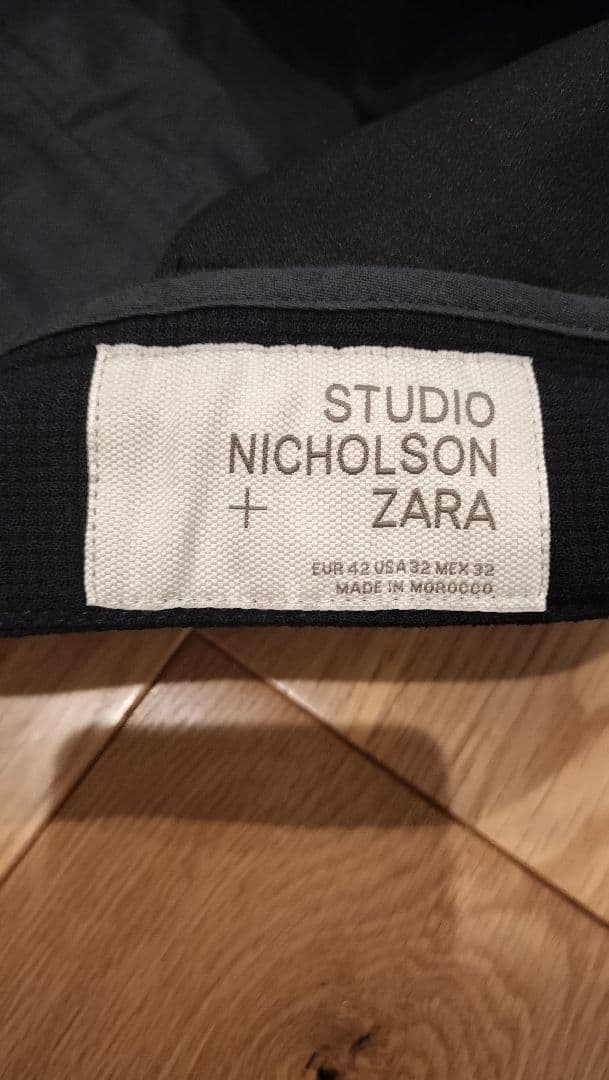 STUDIO
NICHOLSON
+ ZARA
EUR 42 USA 32 MEX 32
MADE IN MOROCCO